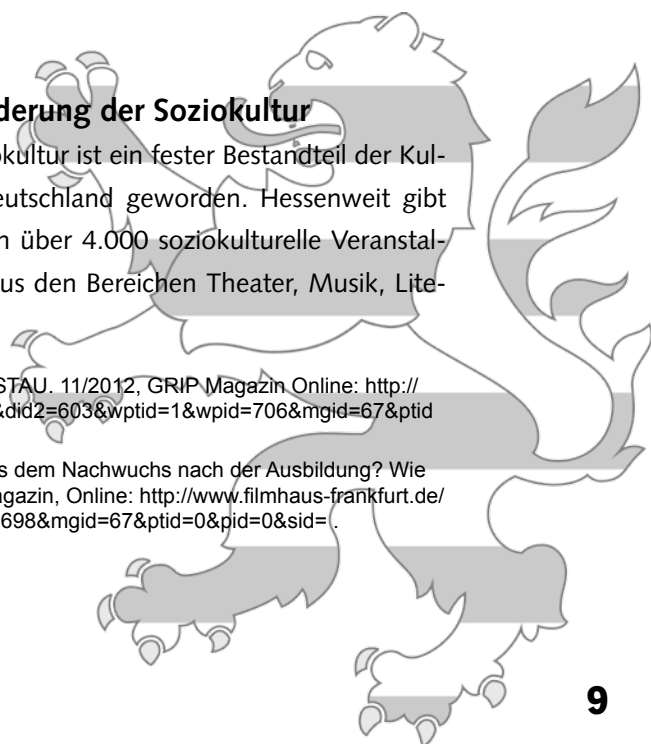 derung der Soziokultur
okultur ist ein fester Bestandteil der Kul-
eutschland geworden. Hessenweit gibt
n über 4.000 soziokulturelle Veranstal-
us den Bereichen Theater, Musik, Lite-
STAU. 11/2012, GRIP Magazin Online: http://
&did2=603&wptid=1&wpid=706&mgid=67&ptid
s dem Nachwuchs nach der Ausbildung? Wie
agazin, Online: http://www.filmhaus-frankfurt.de/
698&mgid=67&ptid=0&pid=0&sid= .
9